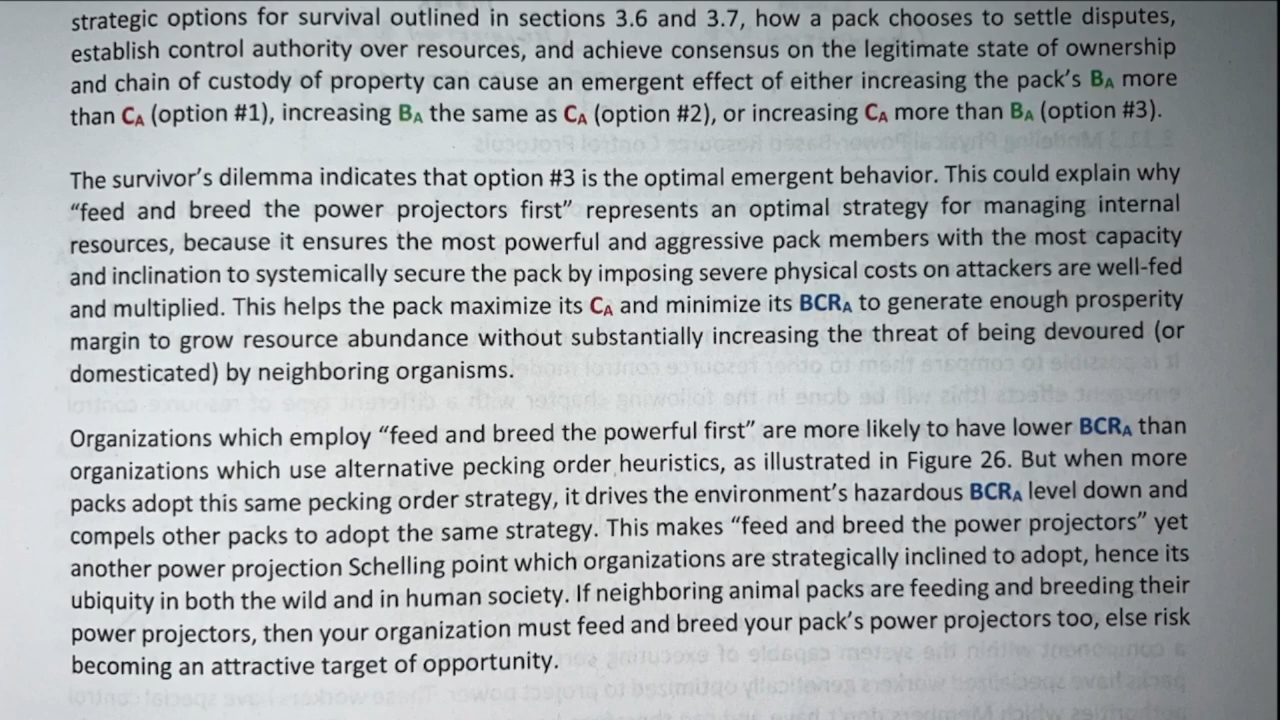 strategic options for survival outlined in sections 3.6 and 3.7, how a pack chooses to settle disputes,
establish control authority over resources, and achieve consensus on the legitimate state of ownership
and chain of custody of property can cause an emergent effect of either increasing the pack's BA more
than CA (option #1), increasing BA the same as CA (option #2), or increasing CA more than BA (option #3).
The survivor's dilemma indicates that option #3 is the optimal emergent behavior. This could explain why
“feed and breed the power projectors first” represents an optimal strategy for managing internal
resources, because it ensures the most powerful and aggressive pack members with the most capacity
and inclination to systemically secure the pack by imposing severe physical costs on attackers are well-fed
and multiplied. This helps the pack maximize its CA and minimize its BCRA to generate enough prosperity
margin to grow resource abundance without substantially increasing the threat of being devoured (or
domesticated) by neighboring organisms.
Organizations which employ “feed and breed the powerful first” are more likely to have lower BCRA than
organizations which use alternative pecking order heuristics, as illustrated in Figure 26. But when more
packs adopt this same pecking order strategy, it drives the environment's hazardous BCRA level down and
compels other packs to adopt the same strategy. This makes “feed and breed the power projectors” yet
another power projection Schelling point which organizations are strategically inclined to adopt, hence its
ubiquity in both the wild and in human society. If neighboring animal packs are feeding and breeding their
power projectors, then your organization must feed and breed your pack's power projectors too, else risk
becoming an attractive target of opportunity.